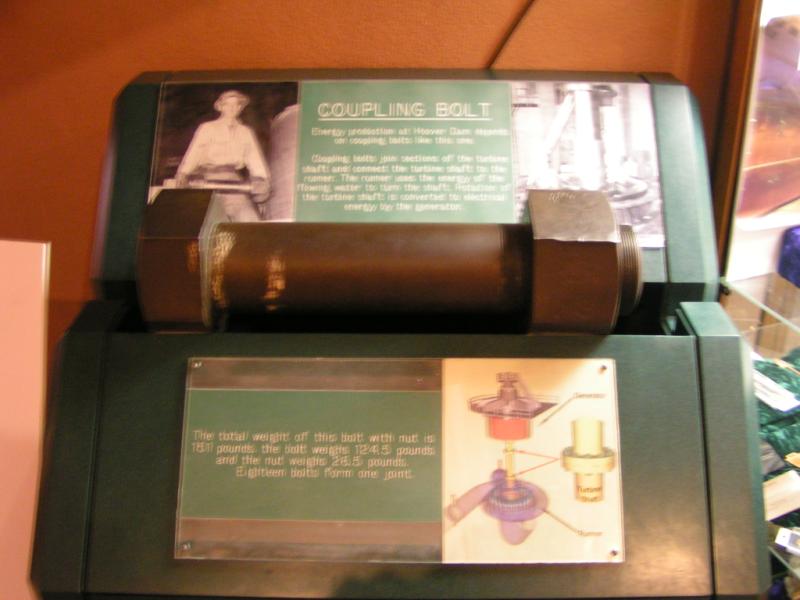 COUPLING BOLT
Energy production at Hoover Dam depends
on coupling bolts like this one.
Coupling bolts join sections of the turbine
shaft and connect the turbine shaft to the
runner. The runner uses the energy of the
flowing water to turn the shaft. Rotation of
the turbine shaft is converted to electrical
energy by the generator.
The total weight of this bolt with nut is
151 pounds. the bolt weighs 124.5 pounds
and the nut weighs 26.5 pounds.
Eighteen bolts form one joint.
Generator
Turbine
Shaft
Runner